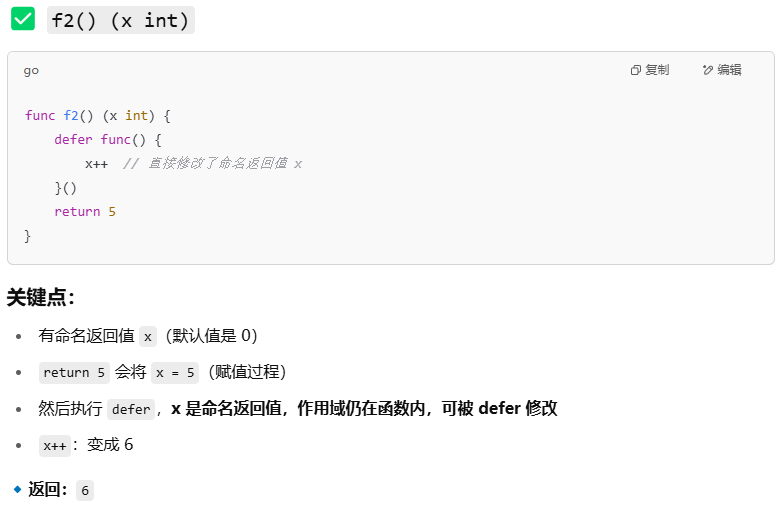 f2() (x int)
go 复制 编辑
func f2() (x int) {
    defer func() {
        x++  // 直接修改了命名返回值 x
    }()
    return 5
}
关键点：
有命名返回值 x（默认值是 0）
return 5 会将 x = 5（赋值过程）
然后执行 defer，x 是命名返回值，作用域仍在函数内，可被 defer 修改
x++：变成 6
返回：6